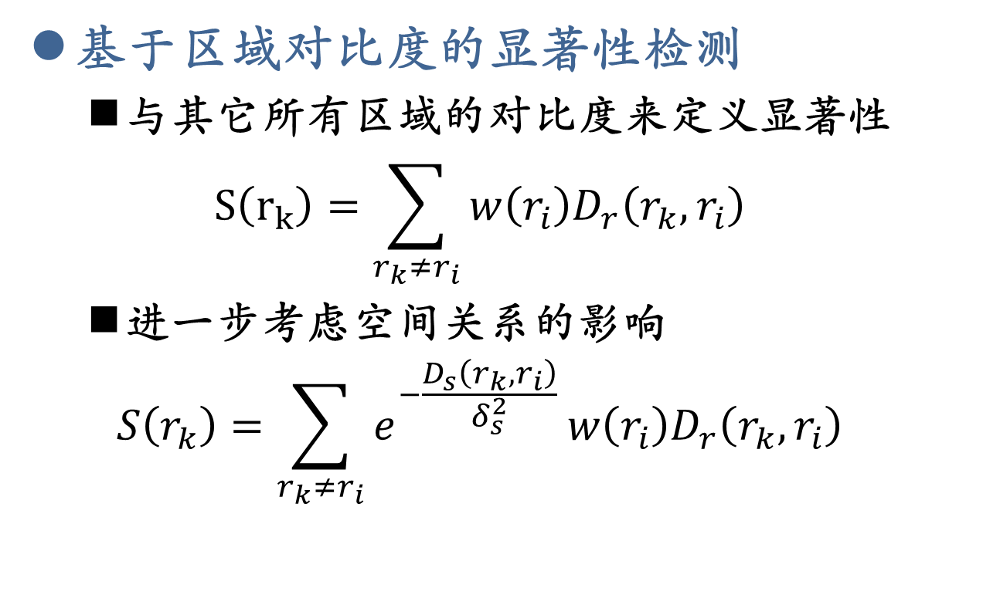 ● 基于区域对比度的显著性检测
■ 与其它所有区域的对比度来定义显著性
S(r_k) = ∑_{r_k≠r_i} w(r_i)D_r(r_k, r_i)
■ 进一步考虑空间关系的影响
S(r_k) = ∑_{r_k≠r_i} e^{-\frac{D_s(r_k,r_i)}{δ_s^2}} w(r_i)D_r(r_k, r_i)